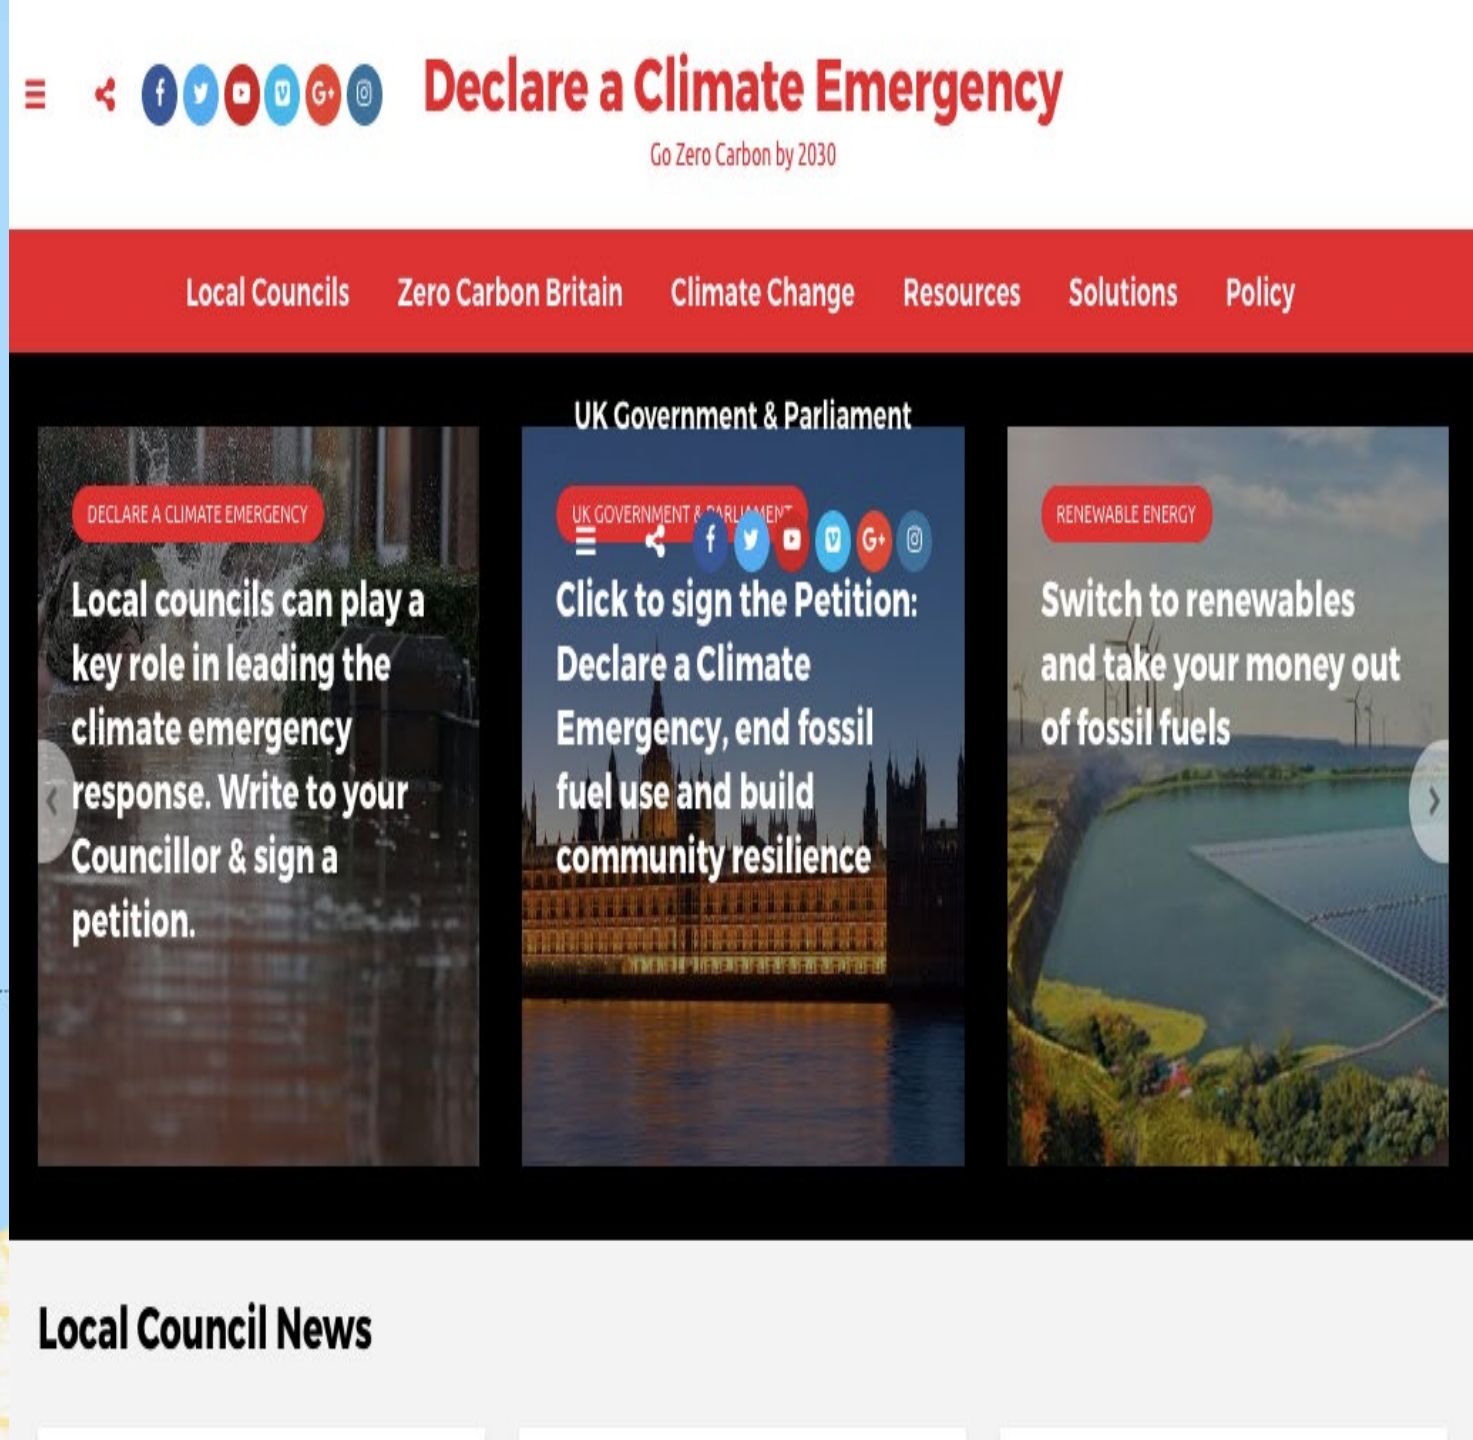 Declare a Climate Emergency
Go Zero Carbon by 2030
Local Councils Zero Carbon Britain Climate Change Resources Solutions Policy
UK Government & Parliament
DECLARE A CLIMATE EMERGENCY
Local councils can play a
key role in leading the
climate emergency
response. Write to your
Councillor & sign a
petition.
UK GOVERNMENT & PARLIAMENT
Click to sign the Petition:
Declare a Climate
Emergency, end fossil
fuel use and build
community resilience
RENEWABLE ENERGY
Switch to renewables
and take your money out
of fossil fuels
Local Council News